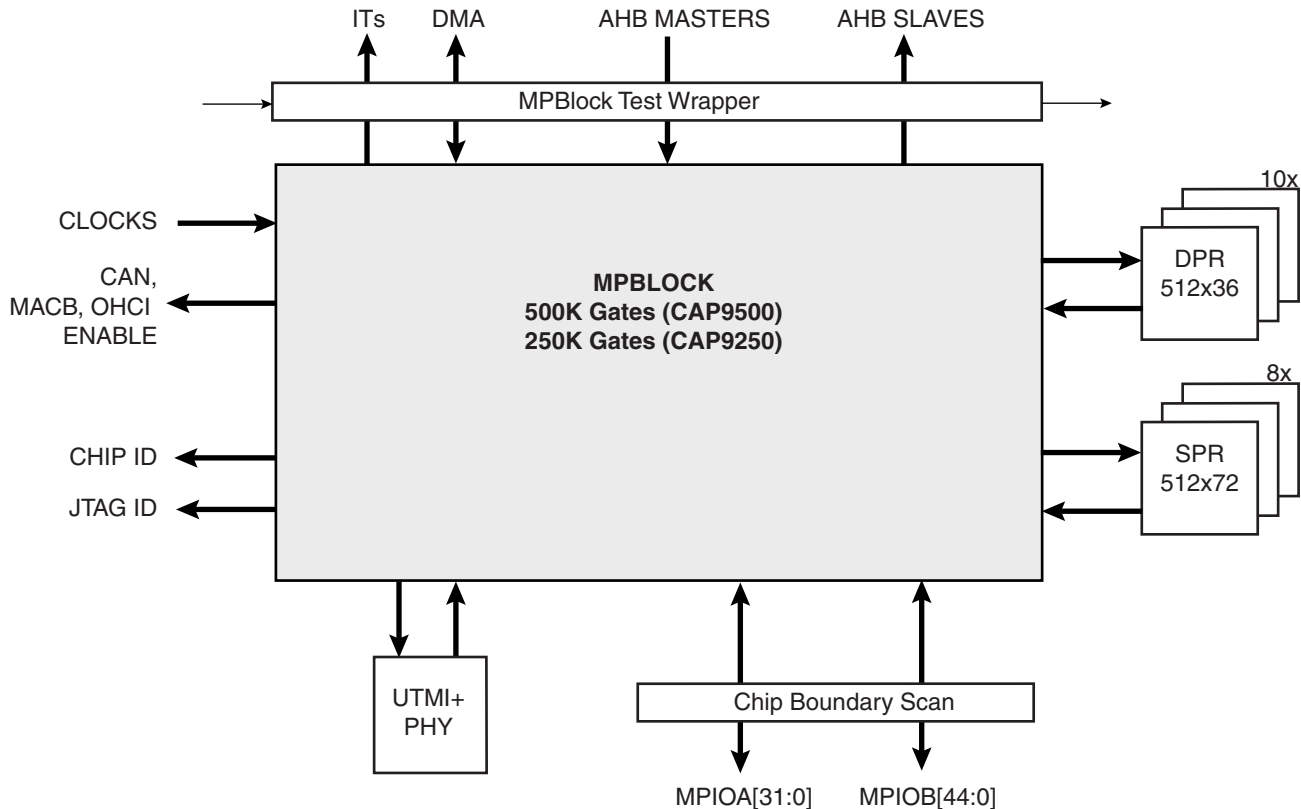 ITs DMA AHB MASTERS AHB SLAVES
MPBlock Test Wrapper
10x
CLOCKS
DPR
512x36
CAN,
MACB, OHCI
ENABLE
MPBLOCK
500K Gates (CAP9500)
250K Gates (CAP9250)
8x
CHIP ID
SPR
512x72
JTAG ID
UTMI+
PHY
Chip Boundary Scan
MPIOA[31:0] MPIOB[44:0]